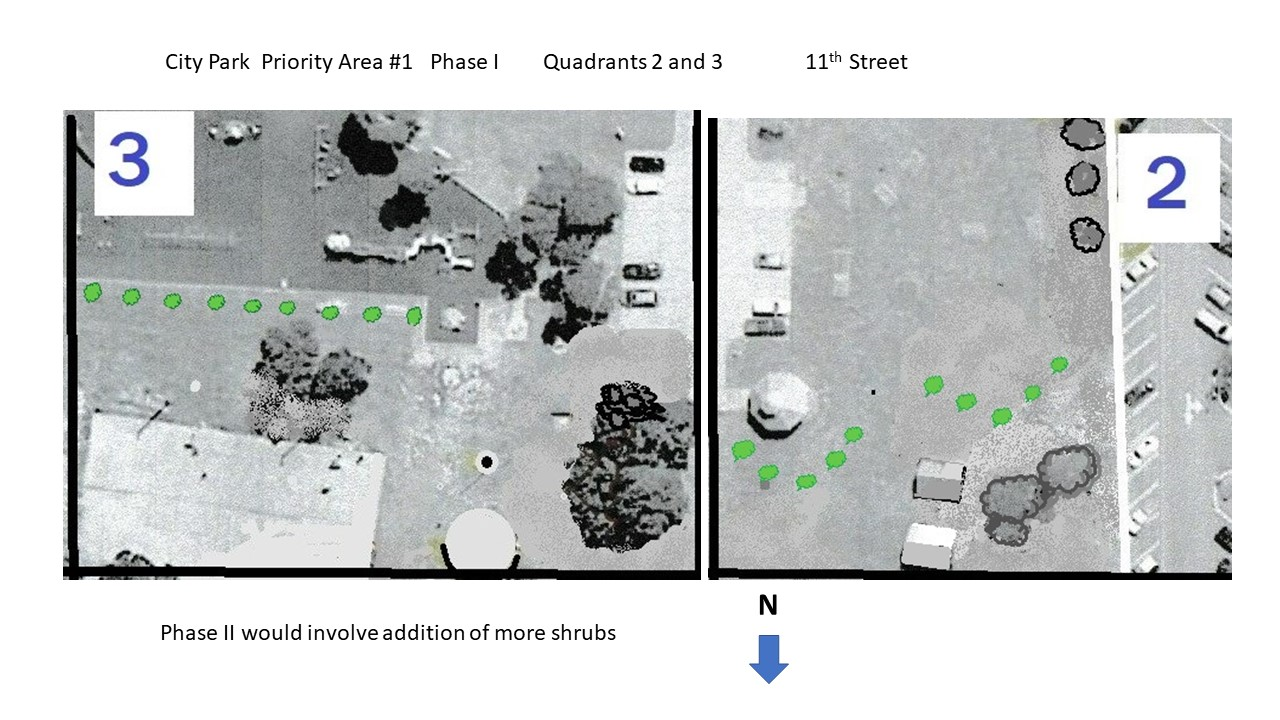 City Park Priority Area #1 Phase I Quadrants 2 and 3 11th Street
3
2
N
Phase II would involve addition of more shrubs